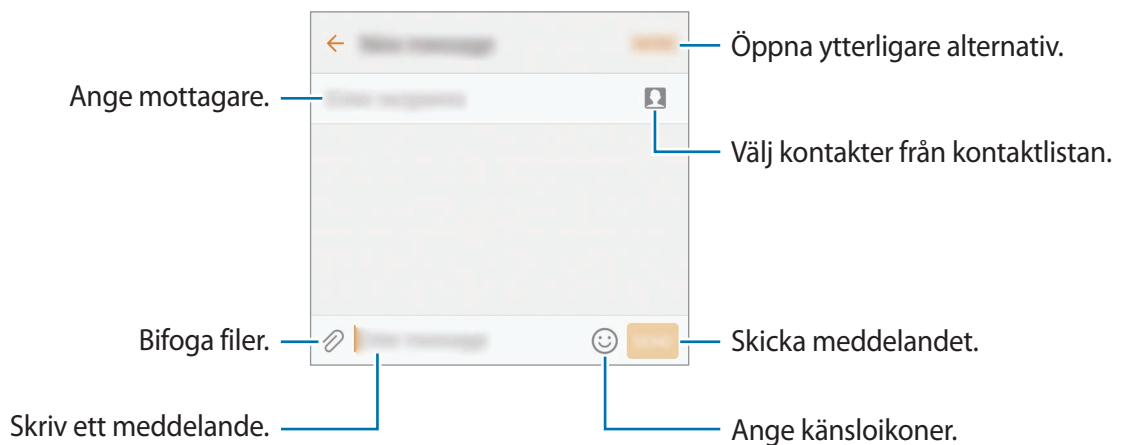 Öppna ytterligare alternativ.
Ange mottagare.
Välj kontakter från kontaktlistan.
Bifoga filer.
Skicka meddelandet.
Skriv ett meddelande.
Ange känsloikoner.